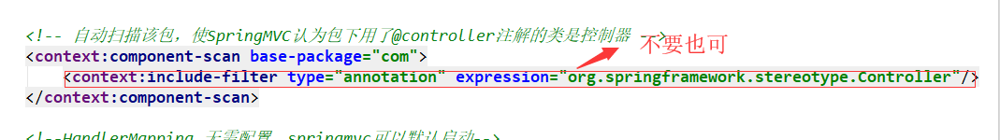 <!-- 自动扫描该包，使SpringMVC认为包下用了@controller注解的类是控制器 -->
不要也可
<context:component-scan base-package="com">
<context:include-filter type="annotation" expression="org.springframework.stereotype.Controller"/>
</context:component-scan>
<!--HandlerMapping 无需配置，springmvc可以默认启动-->